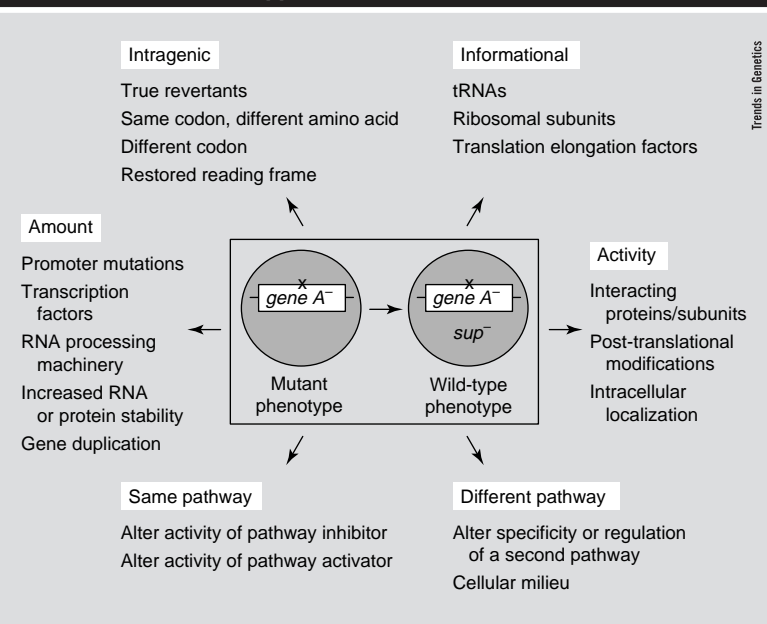 Intragenic
True revertants
Same codon, different amino acid
Different codon
Restored reading frame
Informational
tRNAs
Ribosomal subunits
Translation elongation factors
Trends in Genetics
Amount
Promoter mutations
Transcription
factors
RNA processing
machinery
Increased RNA
or protein stability
Gene duplication
x
gene A⁻
Mutant
phenotype
x
gene A⁻
sup⁻
Wild-type
phenotype
Activity
Interacting
proteins/subunits
Post-translational
modifications
Intracellular
localization
Same pathway
Alter activity of pathway inhibitor
Alter activity of pathway activator
Different pathway
Alter specificity or regulation
of a second pathway
Cellular milieu